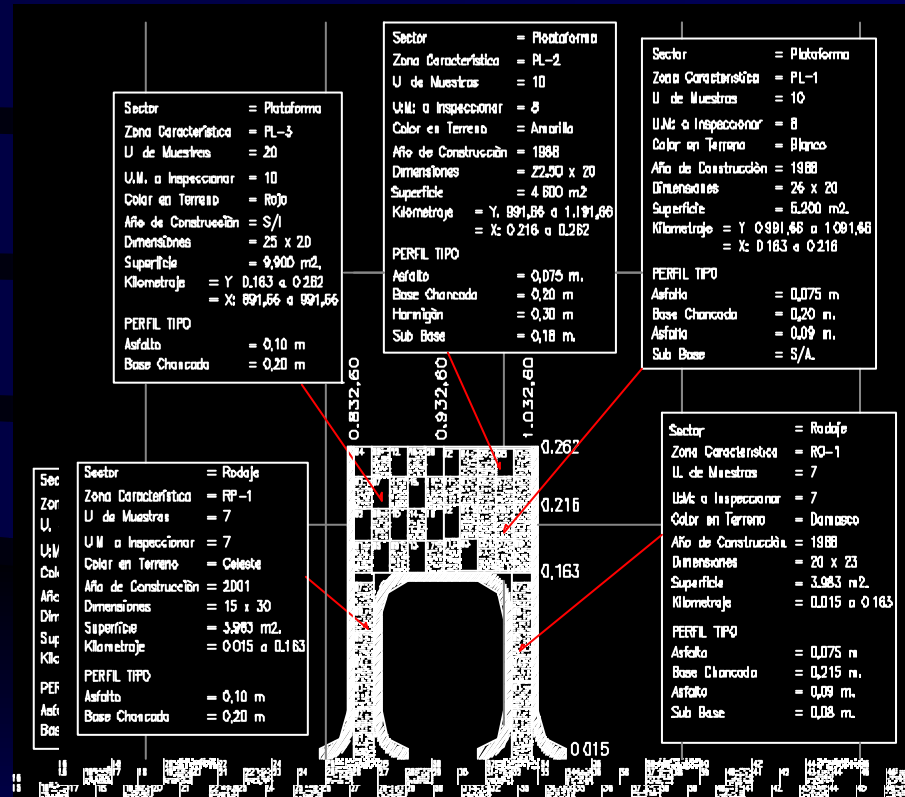 Sector = Plataforma
Zona Característica = PL-3
U de Muestras = 20
U.M. a Inspeccionar = 10
Color en Terreno = Rojo
Año de Construcción = S/I
Dimensiones = 25 x 20
Superficie = 9,900 m2,
Kilometraje = Y 0.163 a 0.262
= X: 891,66 a 991,66
PERFIL TIPO
Asfalto = 0,10 m
Base Chancada = 0,20 m
Sector = Plataforma
Zona Característica = PL-2
U de Muestras = 10
U.M: a Inspeccionar = 8
Color en Terreno = Amarillo
Año de Construcción = 1988
Dimensiones = 22.50 x 20
Superficie = 4 600 m2
Kilometraje = Y, 991,66 a 1.191,66
= X: 0 216 a 0.262
PERFIL TIPO
Asfalto = 0,075 m.
Base Chancada = 0,20 m
Hormigón = 0,30 m
Sub Base = 0,18 m.
Sector = Plataforma
Zona Característica = PL-1
U de Muestras = 10
U.M: a Inspeccionar = 8
Color en Terreno = Blanco
Año de Construcción = 1988
Dimensiones = 26 x 20
Superficie = 5.200 m2.
Kilometraje = Y 0 991,66 a 1 091,66
= X: 0 163 a 0 216
PERFIL TIPO
Asfalto = 0,075 m
Base Chancada = 0,20 m.
Asfalto = 0,09 m.
Sub Base = S/A.
0.832,60
0.932,60
1.032,60
0.262
0.216
0,163
0 015
Sector = Rodaje
Zona Característica = RP-1
U de Muestras = 7
U M a Inspeccionar = 7
Color en Terreno = Celeste
Año de Construcción = 2001
Dimensiones = 15 x 30
Superficie = 3,983 m2.
Kilometraje = 0 015 a 0.163
PERFIL TIPO
Asfalto = 0,10 m
Base Chancada = 0,20 m
Sector = Rodaje
Zona Característica = RO-1
U. de Muestras = 7
U.M: a Inspeccionar = 7
Color en Terreno = Damasco
Año de Construcción = 1988
Dimensiones = 20 x 23
Superficie = 3.963 m2.
Kilometraje = 0.015 a 0 163
PERFIL TIPO
Asfalto = 0,075 m
Base Chancada = 0,215 m.
Asfalto = 0,09 m.
Sub Base = 0,08 m.